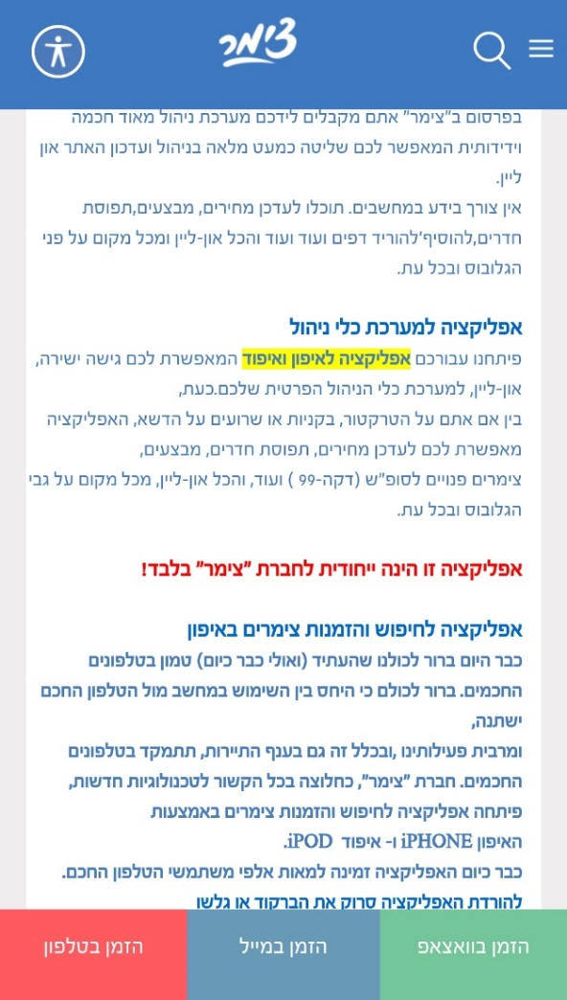 צימר
בפרסום ב"צימר" אתם מקבלים לידכם מערכת ניהול מאוד חכמה
וידידותית המאפשר לכם שליטה כמעט מלאה בניהול ועדכון האתר און
ליין.
אין צורך בידע במחשבים. תוכלו לעדכן מחירים, מבצעים,תפוסת
חדרים,להוסיף'להוריד דפים ועוד ועוד והכל און-ליין ומכל מקום על פני
הגלובוס ובכל עת.
אפליקציה למערכת כלי ניהול
פיתחנו עבורכם אפליקציה לאיפון ואיפוד המאפשרת לכם גישה ישירה,
און-ליין, למערכת כלי הניהול הפרטית שלכם.כעת,
בין אם אתם על הטרקטור, בקניות או שרועים על הדשא, האפליקציה
מאפשרת לכם לעדכן מחירים, תפוסת חדרים, מבצעים,
צימרים פנויים לסופ"ש (דקה-99 ) ועוד, והכל און-ליין, מכל מקום על גבי
הגלובוס ובכל עת.
אפליקציה זו הינה ייחודית לחברת "צימר" בלבד!
אפליקציה לחיפוש והזמנות צימרים באיפון
כבר היום ברור לכולנו שהעתיד (ואולי כבר כיום) טמון בטלפונים
החכמים. ברור לכולם כי היחס בין השימוש במחשב מול הטלפון החכם
ישתנה,
ומרבית פעילותינו ,ובכלל זה גם בענף התיירות, תתמקד בטלפונים
החכמים. חברת "צימר", כחלוצה בכל הקשור לטכנולוגיות חדשות,
פיתחה אפליקציה לחיפוש והזמנות צימרים באמצעות
האיפון iPHONE ו- איפוד iPOD.
כבר כיום האפליקציה זמינה למאות אלפי משתמשי הטלפון החכם.
להורדת האפליקציה סרוק את הברקוד או גלשו
הזמן בוואצאפ
הזמן במייל
הזמן בטלפון